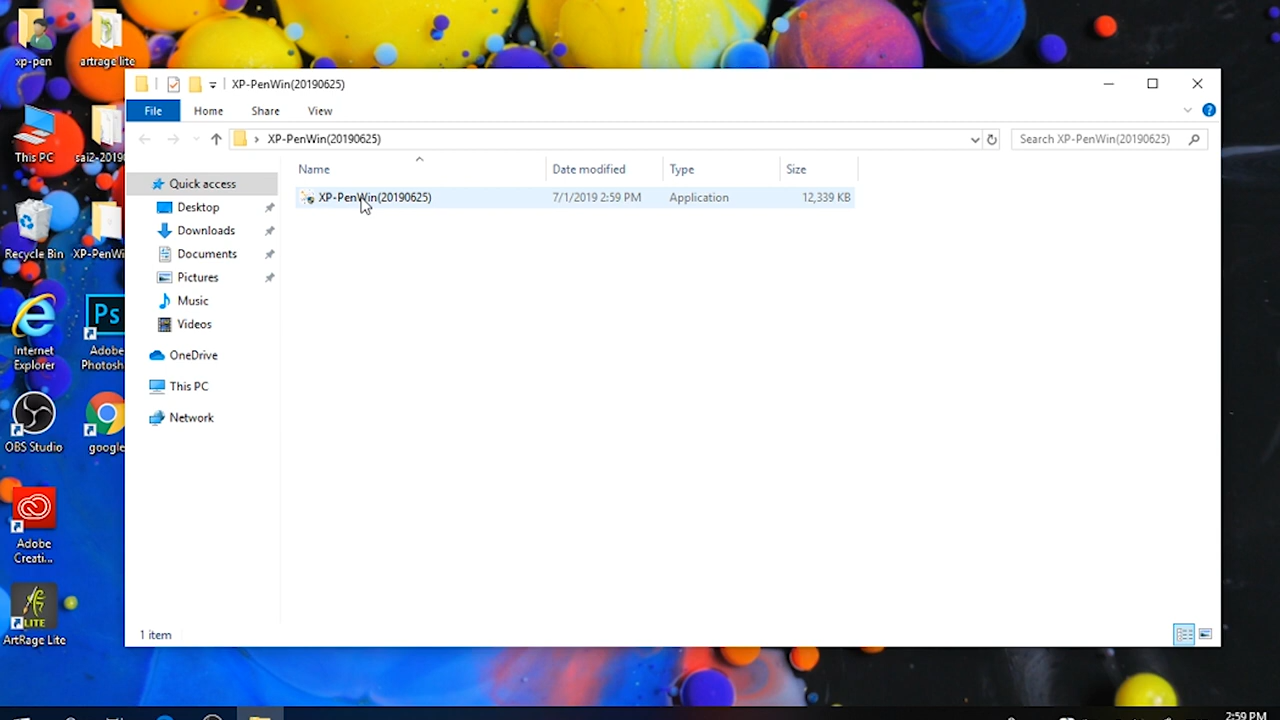 xp-pen
artrage lite
This PC
sai2-2019
Recycle Bin
XP-PenWi
Internet
Explorer
Ps
Adobe
Photosh
OBS Studio
google
Adobe
Creati...
LITE
ArtRage Lite
XP-PenWin(20190625)
File
Home
Share
View
XP-PenWin(20190625)
Search XP-PenWin(20190625)
Name
Date modified
Type
Size
XP-PenWin(20190625)
7/1/2019 2:59 PM
Application
12,339 KB
Quick access
Desktop
Downloads
Documents
Pictures
Music
Videos
OneDrive
This PC
Network
1 item
2:59 PM